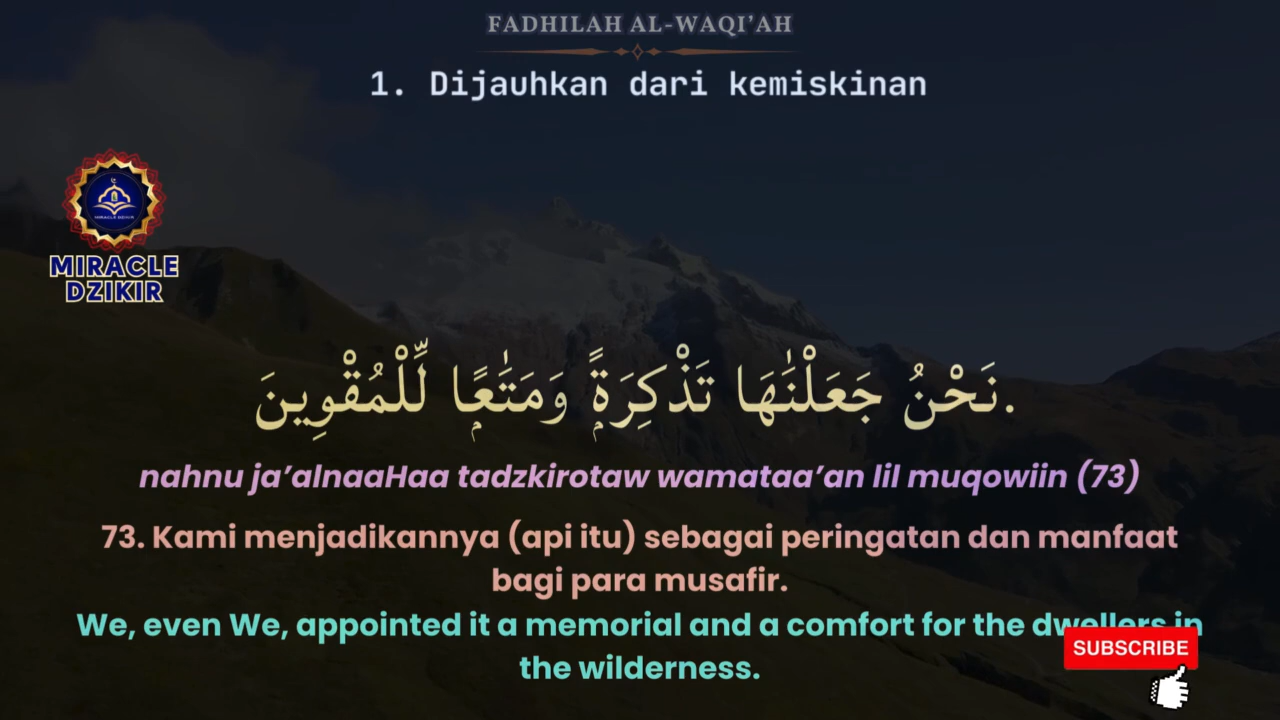 FADHILAH AL-WAQI’AH
1. Dijauhkan dari kemiskinan
MIRACLE
DZIKIR
نَحْنُ جَعَلْنَٰهَا تَذْكِرَةًۭ وَمَتَٰعًۭا لِّلْمُقْوِينَ.
nahnu ja’alnaaHaa tadzkirotaw wamataa’an lil muqowiin (73)
73. Kami menjadikannya (api itu) sebagai peringatan dan manfaat
bagi para musafir.
We, even We, appointed it a memorial and a comfort for the dwellers in
the wilderness.
SUBSCRIBE